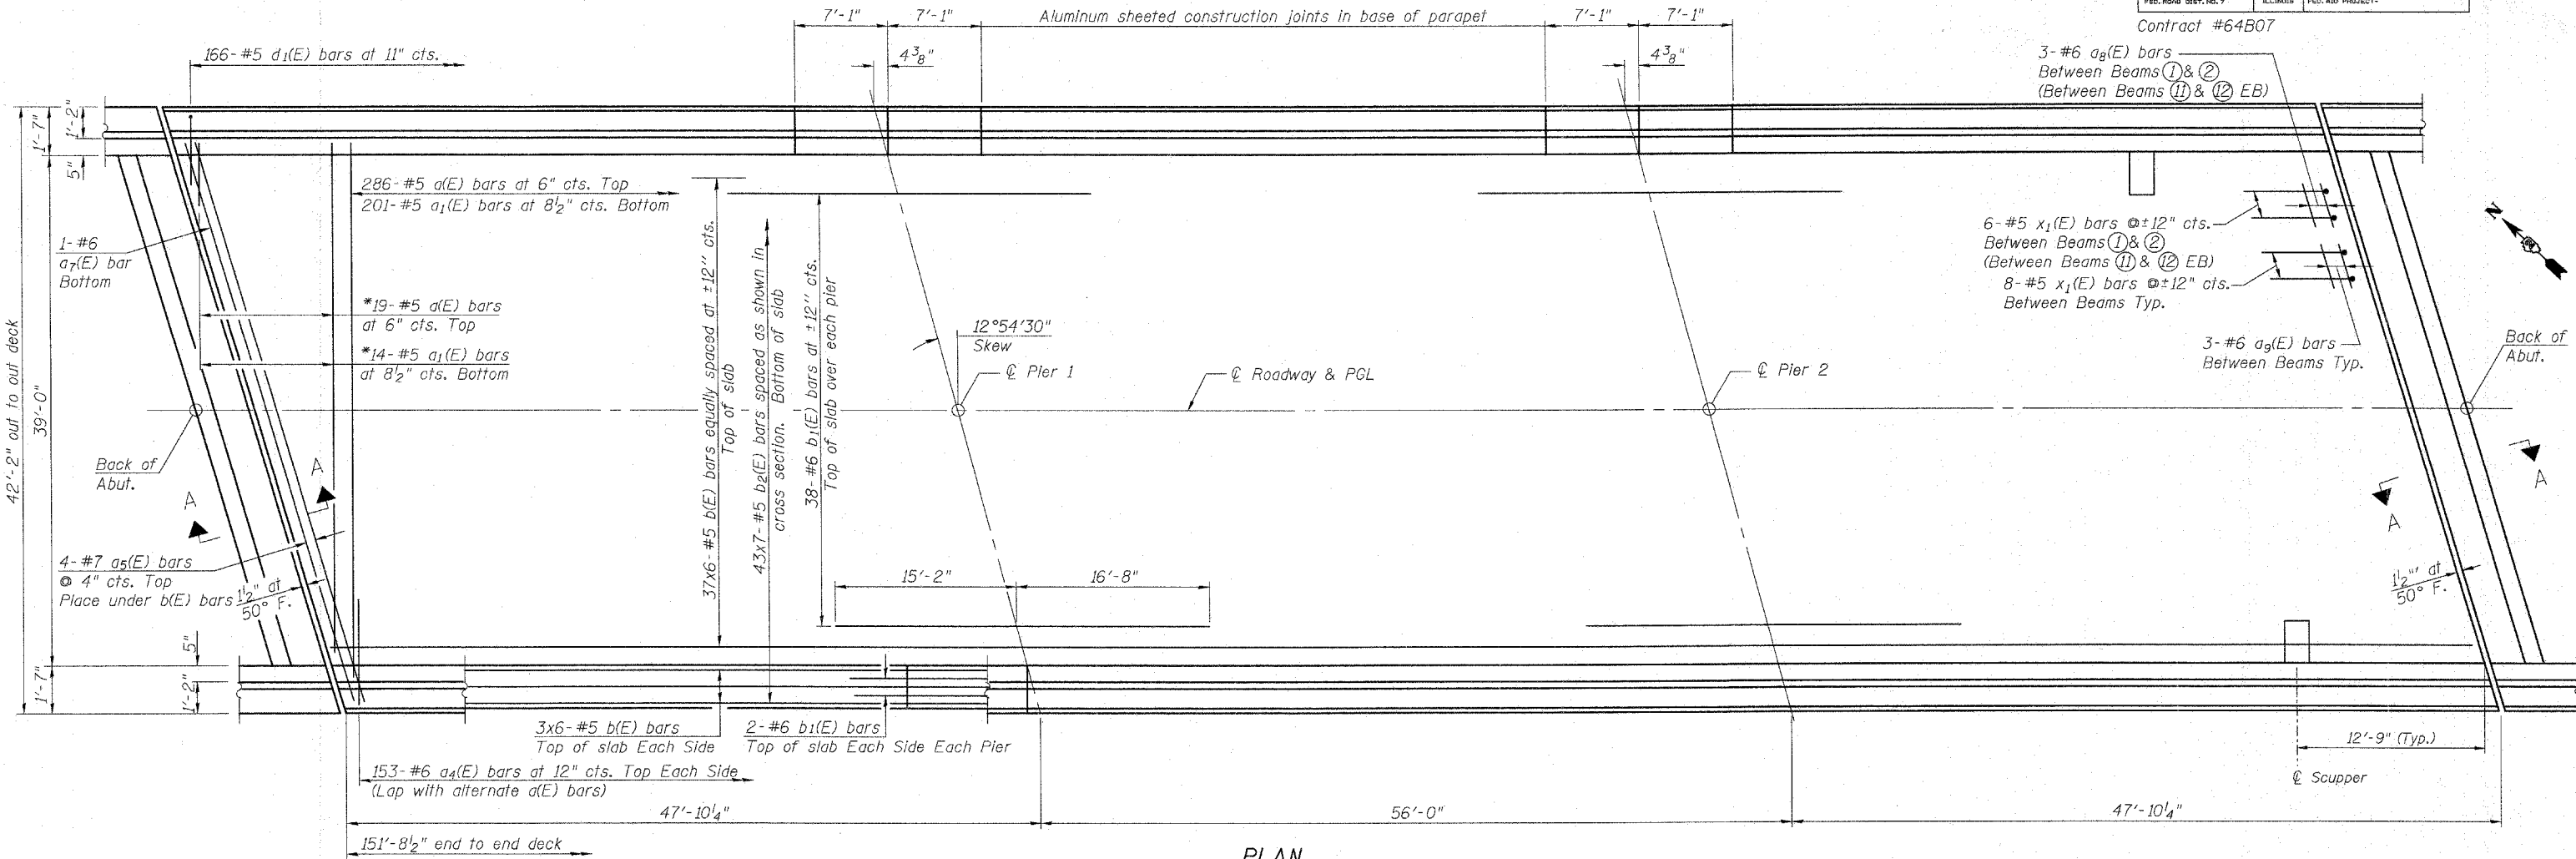 FED. ROAD DIST. NO. 7
ILLINOIS
FED. AID PROJECT-
Contract #64B07
7'-1"
7'-1"
Aluminum sheeted construction joints in base of parapet
7'-1"
7'-1"
4 3/8"
4 3/8"
166-#5 d1(E) bars at 11" cts.
3-#6 a8(E) bars
Between Beams ① & ②
(Between Beams ⑪ & ⑫ EB)
1'-7"
1'-2"
5"
286-#5 a(E) bars at 6" cts. Top
201-#5 a1(E) bars at 8 1/2" cts. Bottom
1-#6
a7(E) bar
Bottom
6-#5 x1(E) bars @±12" cts.
Between Beams ① & ②
(Between Beams ⑪ & ⑫ EB)
8-#5 x1(E) bars @±12" cts.
Between Beams Typ.
N
*19-#5 a(E) bars
at 6" cts. Top
*14-#5 a1(E) bars
at 8 1/2" cts. Bottom
12°54'30"
Skew
℄ Pier 1
℄ Roadway & PGL
℄ Pier 2
3-#6 a9(E) bars
Between Beams Typ.
Back of
Abut.
42'-2" out to out deck
39'-0"
37x6-#5 b(E) bars equally spaced at ±12" cts.
Top of slab
43x7-#5 b2(E) bars spaced as shown in
cross section. Bottom of slab
38-#6 b1(E) bars at ±12" cts.
Top of slab over each pier
Back of
Abut.
A
A
A
A
4-#7 a5(E) bars
@ 4" cts. Top
Place under b(E) bars
1 1/2" at
50° F.
15'-2"
16'-8"
1 1/2"' at
50° F.
5"
1'-7"
1'-2"
3x6-#5 b(E) bars
Top of slab Each Side
2-#6 b1(E) bars
Top of slab Each Side Each Pier
12'-9" (Typ.)
℄ Scupper
153-#6 a4(E) bars at 12" cts. Top Each Side
(Lap with alternate a(E) bars)
47'-10 1/4"
56'-0"
47'-10 1/4"
151'-8 1/2" end to end deck
PLAN